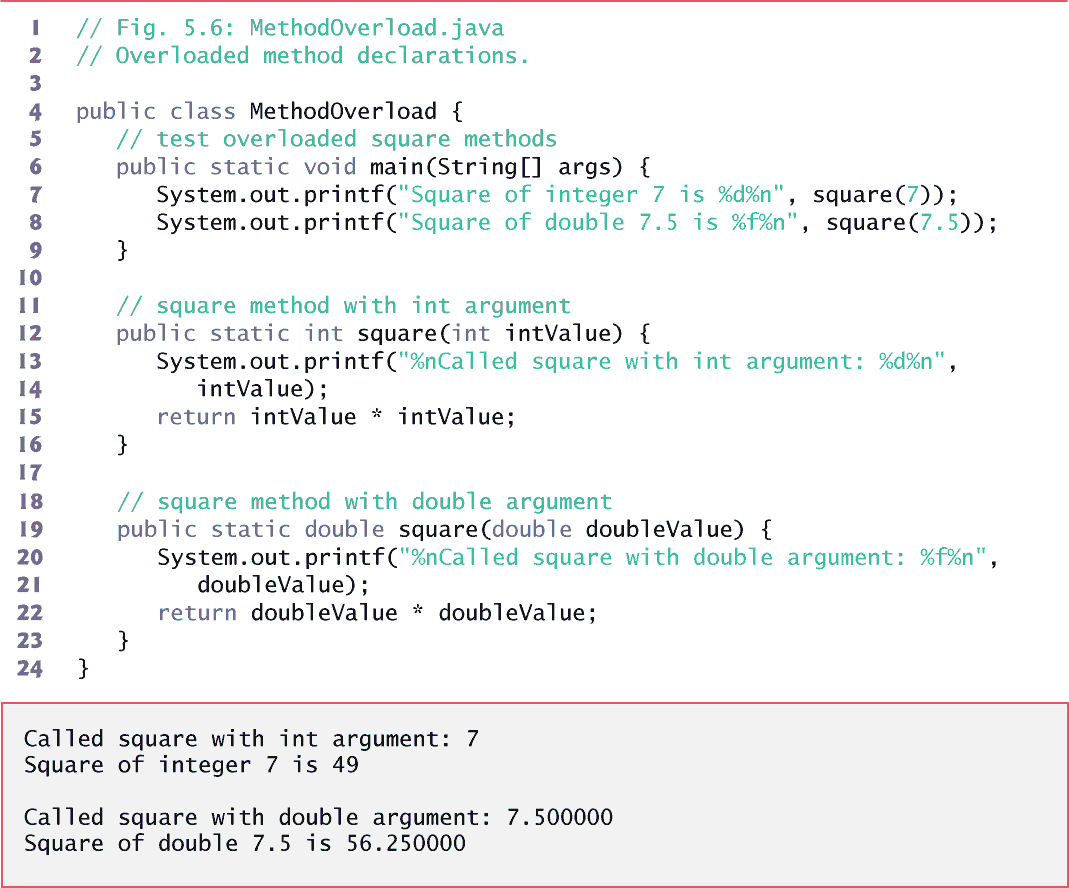 1 // Fig. 5.6: MethodOverload.java
2 // Overloaded method declarations.
3
4 public class MethodOverload {
5 // test overloaded square methods
6 public static void main(String[] args) {
7 System.out.printf("Square of integer 7 is %d%n", square(7));
8 System.out.printf("Square of double 7.5 is %f%n", square(7.5));
9 }
10
11 // square method with int argument
12 public static int square(int intValue) {
13 System.out.printf("%nCalled square with int argument: %d%n",
14 intValue);
15 return intValue * intValue;
16 }
17
18 // square method with double argument
19 public static double square(double doubleValue) {
20 System.out.printf("%nCalled square with double argument: %f%n",
21 doubleValue);
22 return doubleValue * doubleValue;
23 }
24 }
Called square with int argument: 7
Square of integer 7 is 49
Called square with double argument: 7.500000
Square of double 7.5 is 56.250000